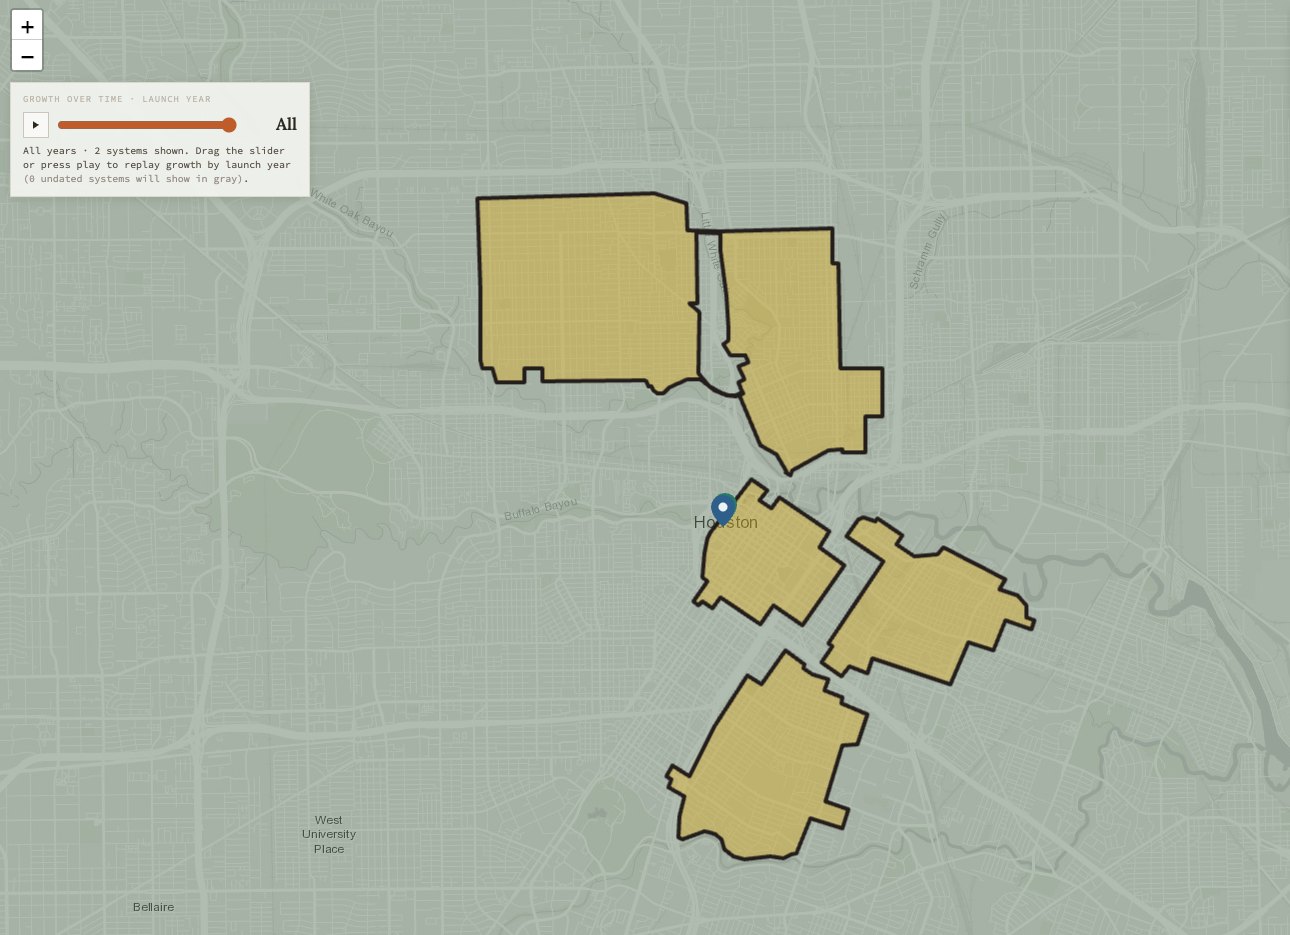 +
−
GROWTH OVER TIME · LAUNCH YEAR
All
All years · 2 systems shown. Drag the slider
or press play to replay growth by launch year
(0 undated systems will show in gray).
White Oak Bayou
Schramm Gully
Buffalo Bayou
Houston
West
University
Place
Bellaire